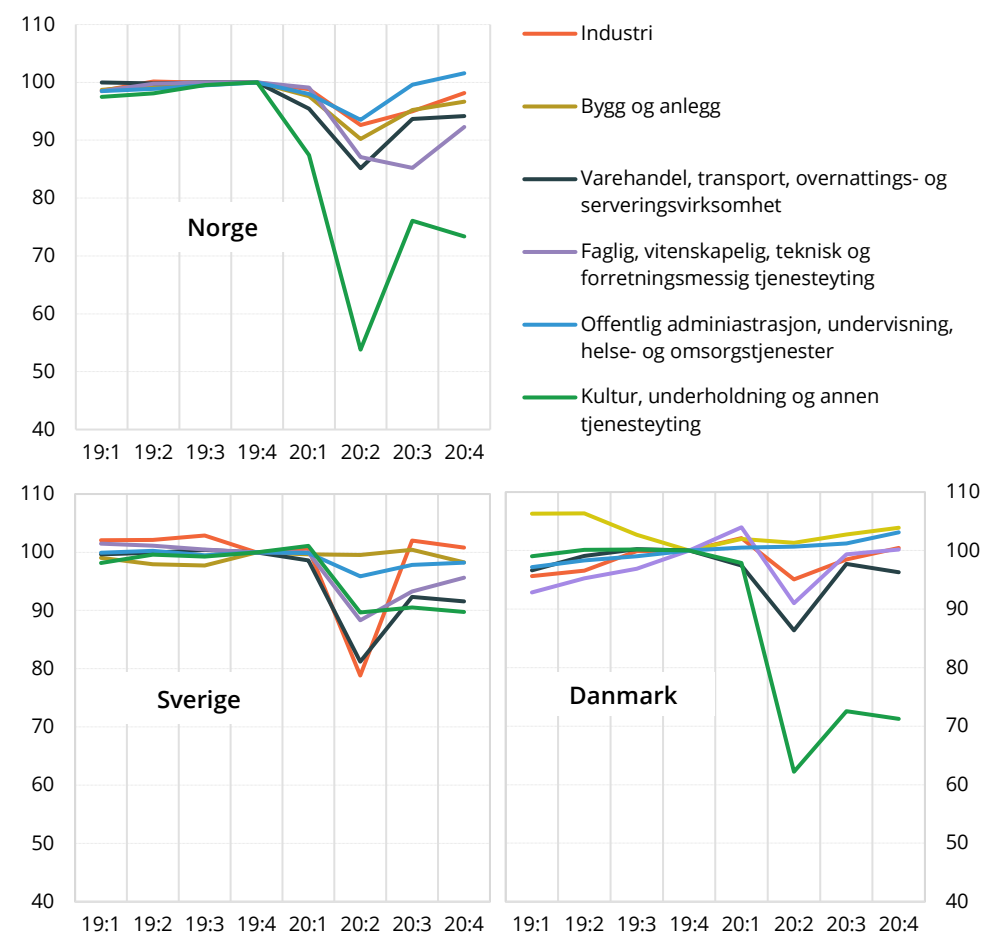 110
100
90
80
70
60
50
40
19:1 19:2 19:3 19:4 20:1 20:2 20:3 20:4
Norge
Industri
Bygg og anlegg
Varehandel, transport, overnattings- og
serveringsvirksomhet
Faglig, vitenskapelig, teknisk og
forretningsmessig tjenesteyting
Offentlig adminiastrasjon, undervisning,
helse- og omsorgstjenester
Kultur, underholdning og annen
tjenesteyting
110
100
90
80
70
60
50
40
19:1 19:2 19:3 19:4 20:1 20:2 20:3 20:4
Sverige
Danmark
110
100
90
80
70
60
50
40
19:1 19:2 19:3 19:4 20:1 20:2 20:3 20:4